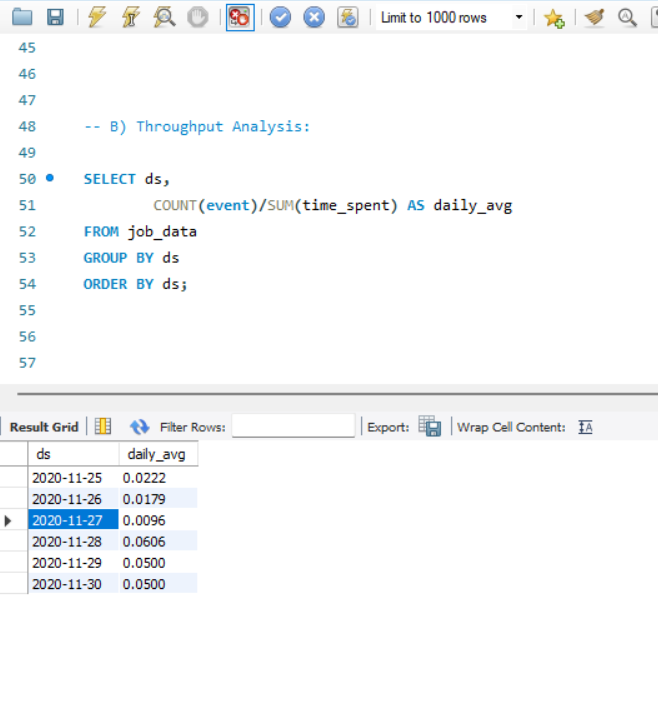 Limit to 1000 rows
45
46
47
48 -- B) Throughput Analysis:
49
50 SELECT ds,
51 COUNT(event)/SUM(time_spent) AS daily_avg
52 FROM job_data
53 GROUP BY ds
54 ORDER BY ds;
55
56
57
Result Grid Filter Rows: Export: Wrap Cell Content: IA
ds daily_avg
2020-11-25 0.0222
2020-11-26 0.0179
2020-11-27 0.0096
2020-11-28 0.0606
2020-11-29 0.0500
2020-11-30 0.0500